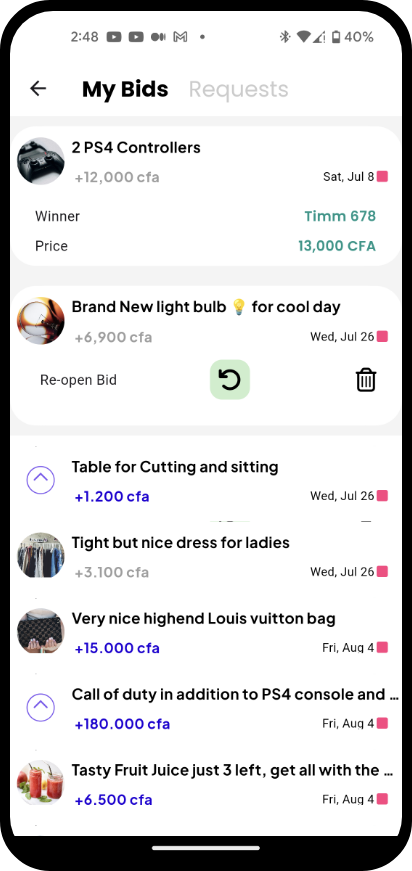 2:48 40%
My Bids Requests
2 PS4 Controllers
+12,000 cfa Sat, Jul 8
Winner Timm 678
Price 13,000 CFA
Brand New light bulb 💡 for cool day
+6,900 cfa Wed, Jul 26
Re-open Bid
Table for Cutting and sitting
+1.200 cfa Wed, Jul 26
Tight but nice dress for ladies
+3.100 cfa Wed, Jul 26
Very nice highend Louis vuitton bag
+15.000 cfa Fri, Aug 4
Call of duty in addition to PS4 console and ...
+180.000 cfa Fri, Aug 4
Tasty Fruit Juice just 3 left, get all with the ...
+6.500 cfa Fri, Aug 4